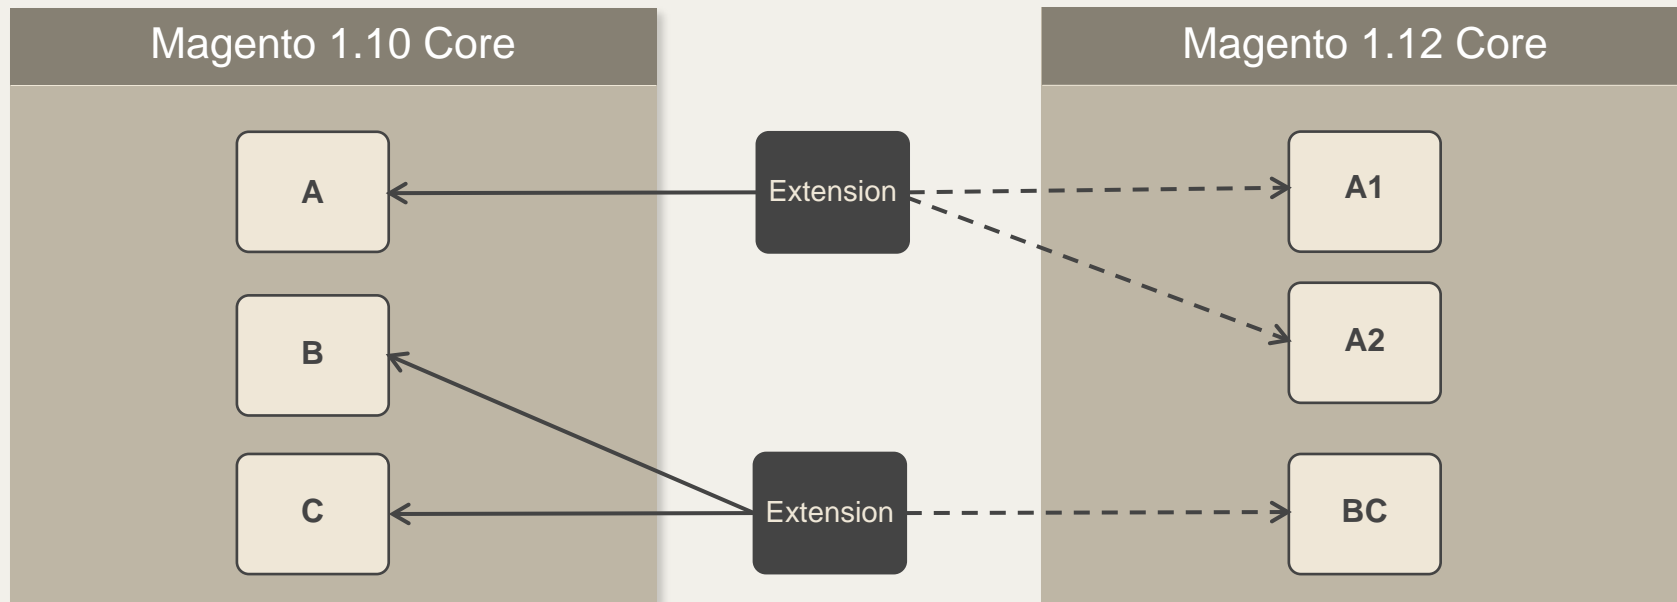 Magento 1.10 Core
Magento 1.12 Core
A
Extension
A1
B
A2
C
Extension
BC